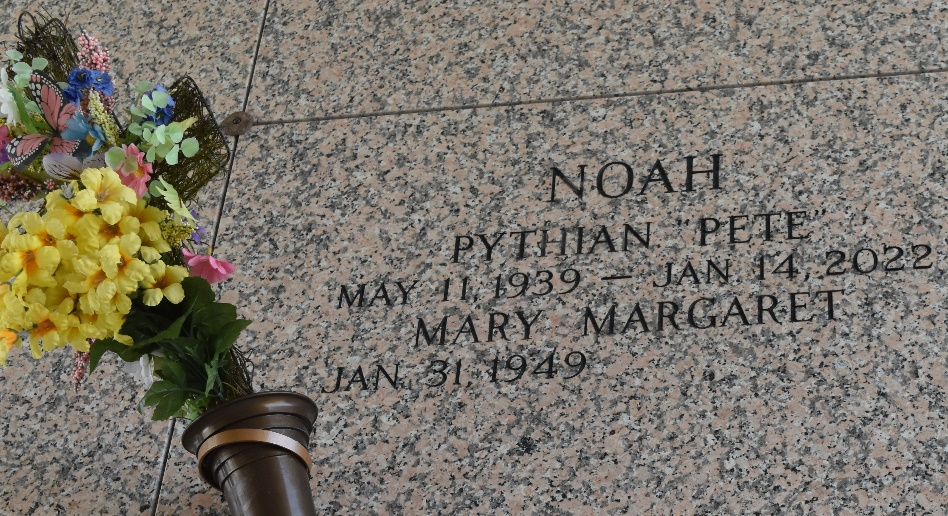 NOAH
PYTHIAN "PETE"
MAY 11, 1939 — JAN 14, 2022
MARY MARGARET
JAN 31, 1949